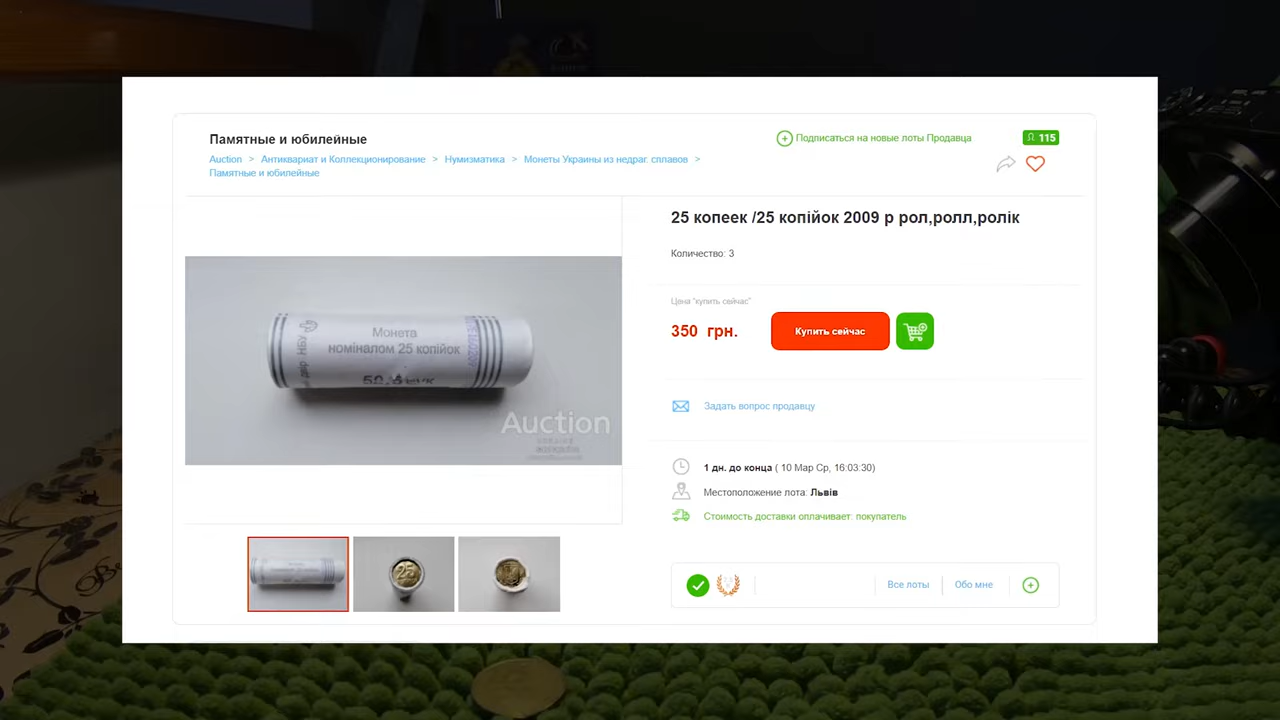 Памятные и юбилейные
115
Подписаться на новые лоты Продавца
Auction > Антиквариат и Коллекционирование > Нумизматика > Монеты Украины из недраг. сплавов >
Памятные и юбилейные
25 копеек /25 копійок 2009 р рол,ролл,ролік
Количество: 3
Цена "купить сейчас"
350 грн.
Купить сейчас
Монета
номіналом 25 копійок
двір НБУ
Auction
Задать вопрос продавцу
1 дн. до конца ( 10 Мар Ср, 16:03:30)
Местоположение лота: Львів
Стоимость доставки оплачивает: покупатель
25
Все лоты
Обо мне